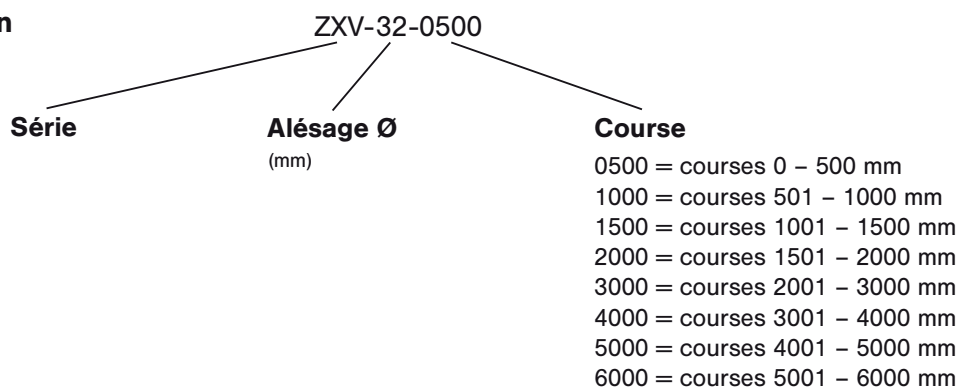 n
ZXV-32-0500
Série
Alésage Ø
(mm)
Course
0500 = courses 0 – 500 mm
1000 = courses 501 – 1000 mm
1500 = courses 1001 – 1500 mm
2000 = courses 1501 – 2000 mm
3000 = courses 2001 – 3000 mm
4000 = courses 3001 – 4000 mm
5000 = courses 4001 – 5000 mm
6000 = courses 5001 – 6000 mm